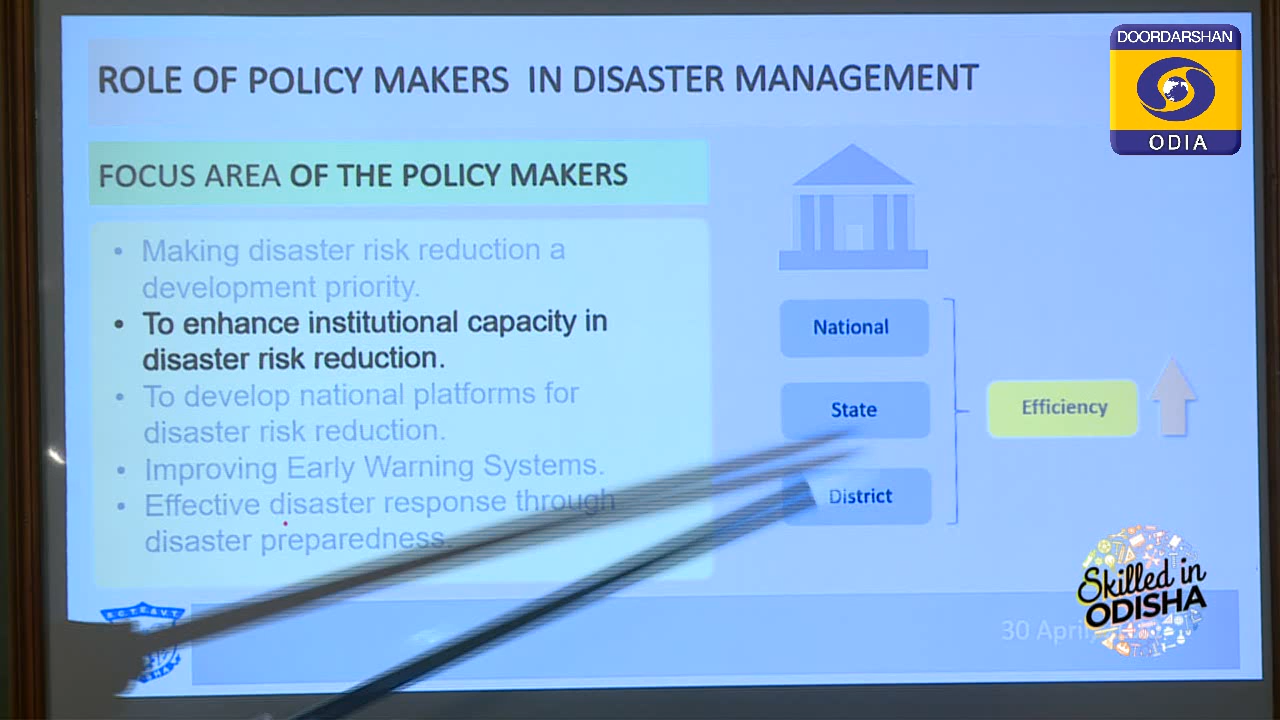 DOORDARSHAN
ODIA
ROLE OF POLICY MAKERS IN DISASTER MANAGEMENT
FOCUS AREA OF THE POLICY MAKERS
• Making disaster risk reduction a
development priority.
• To enhance institutional capacity in
disaster risk reduction.
• To develop national platforms for
disaster risk reduction.
• Improving Early Warning Systems.
• Effective disaster response through
disaster preparedness.
National
State
District
Efficiency
Skilled in
ODISHA
S.C.T.E.&V.T.
30 April